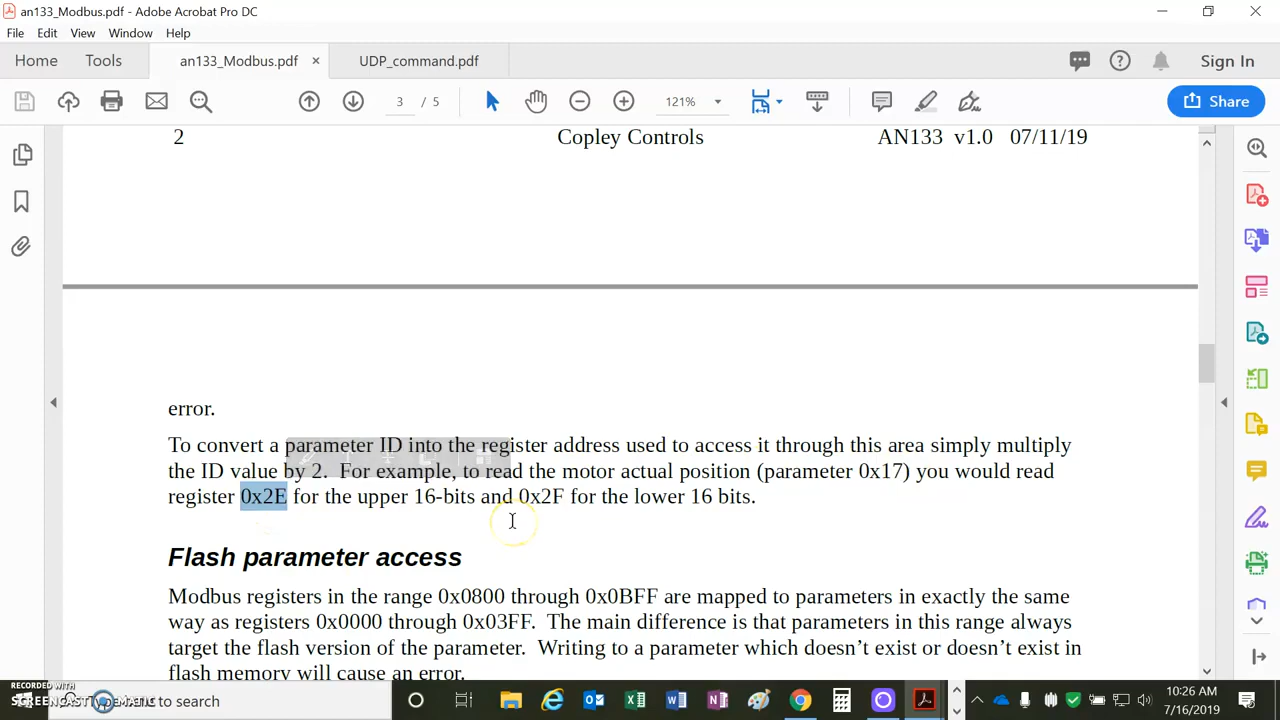 an133_Modbus.pdf - Adobe Acrobat Pro DC
File Edit View Window Help
Home Tools an133_Modbus.pdf × UDP_command.pdf Sign In
3 / 5 121% Share
2 Copley Controls AN133 v1.0 07/11/19
error.
To convert a parameter ID into the register address used to access it through this area simply multiply
the ID value by 2. For example, to read the motor actual position (parameter 0x17) you would read
register 0x2E for the upper 16-bits and 0x2F for the lower 16 bits.
Flash parameter access
Modbus registers in the range 0x0800 through 0x0BFF are mapped to parameters in exactly the same
way as registers 0x0000 through 0x03FF. The main difference is that parameters in this range always
target the flash version of the parameter. Writing to a parameter which doesn't exist or doesn't exist in
flash memory will cause an error.
RECORDED WITH
SCREENCAST-O-MATIC
to search
10:26 AM
7/16/2019